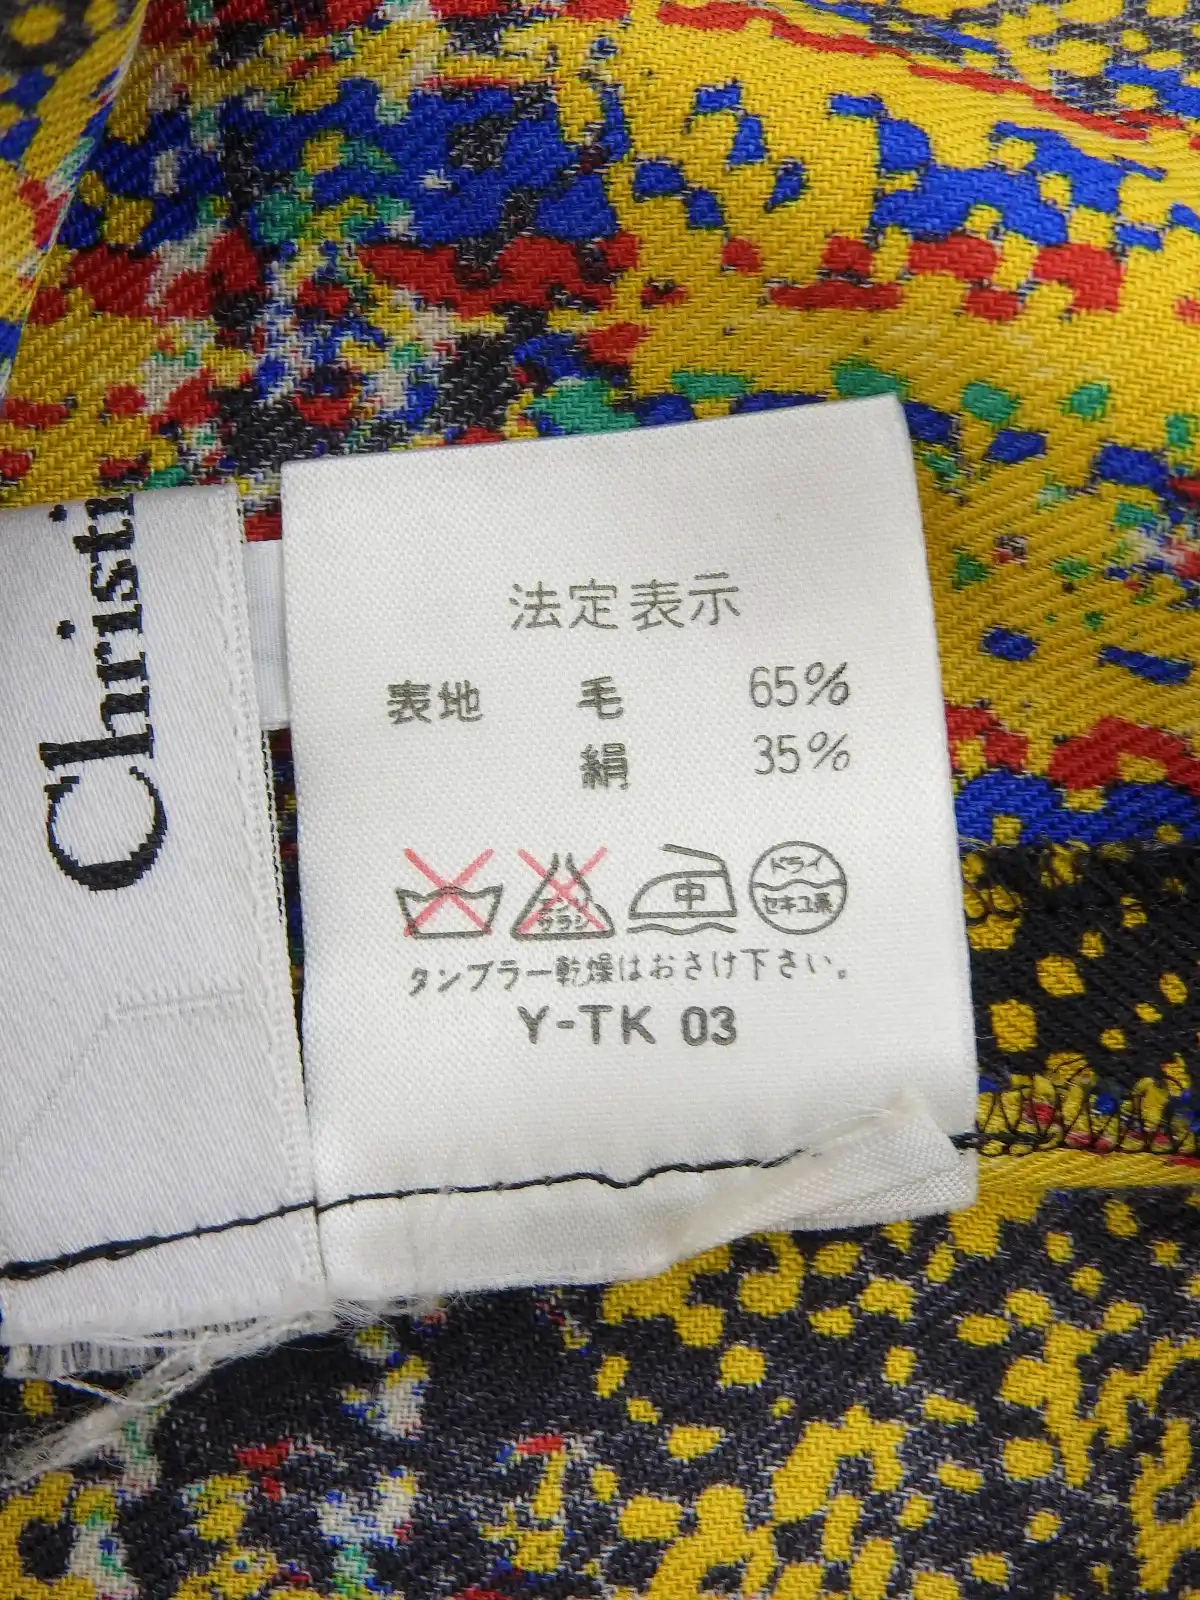 Christi
法定表示
表地 毛 65%
絹 35%
エンソ
サラシ
中
ドライ
セキユ系
タンブラー乾燥はおさけ下さい。
Y-TK 03